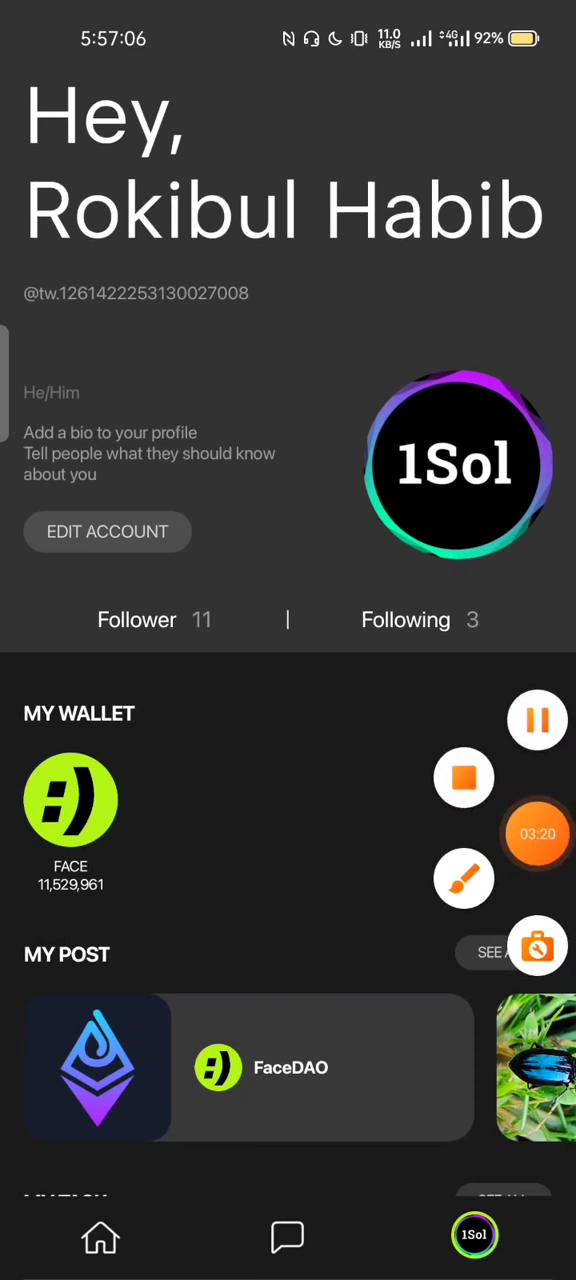 5:57:06
11.0
KB/S
4G
92%
Hey,
Rokibul Habib
@tw.1261422253130027008
He/Him
Add a bio to your profile
Tell people what they should know
about you
1Sol
EDIT ACCOUNT
Follower 11 | Following 3
MY WALLET
:)
FACE
11,529,961
03:20
MY POST
SEE
:) FaceDAO
1Sol